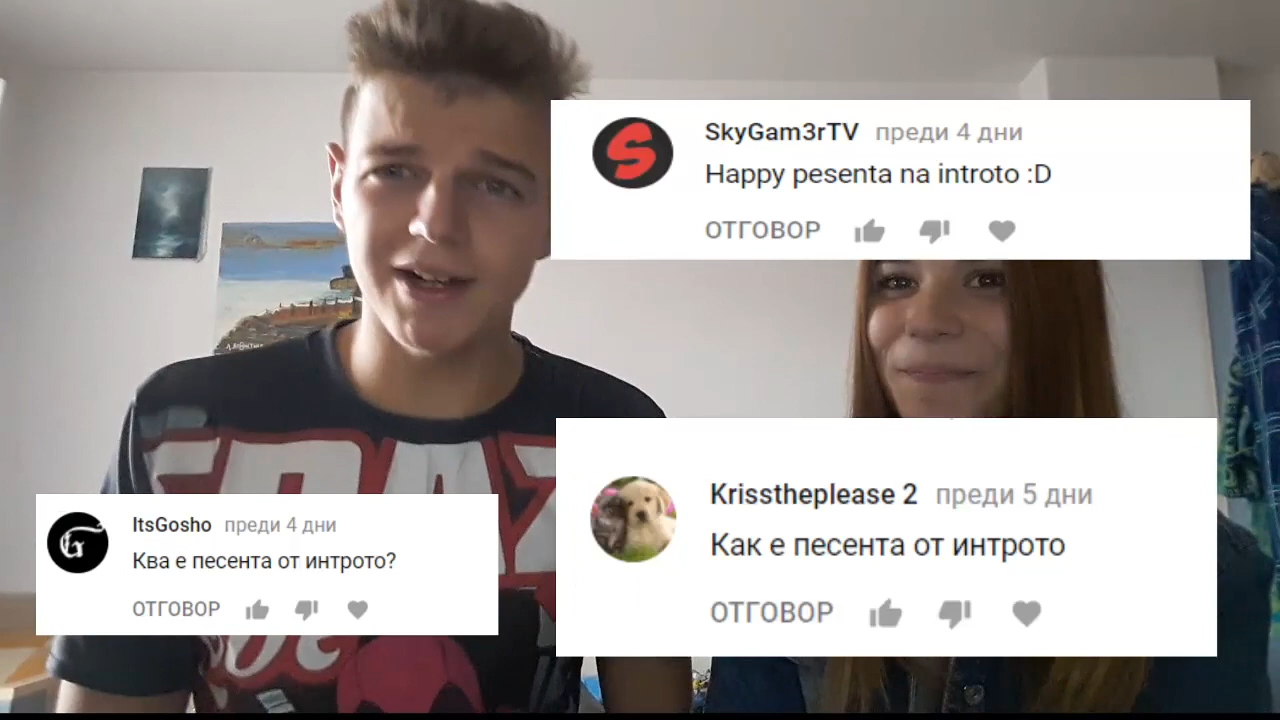 SkyGam3rTV преди 4 дни
Happy pesenta na introto :D
ОТГОВОР
ItsGosho преди 4 дни
Ква е песента от интрото?
ОТГОВОР
Krisstheplease 2 преди 5 дни
Как е песента от интрото
ОТГОВОР